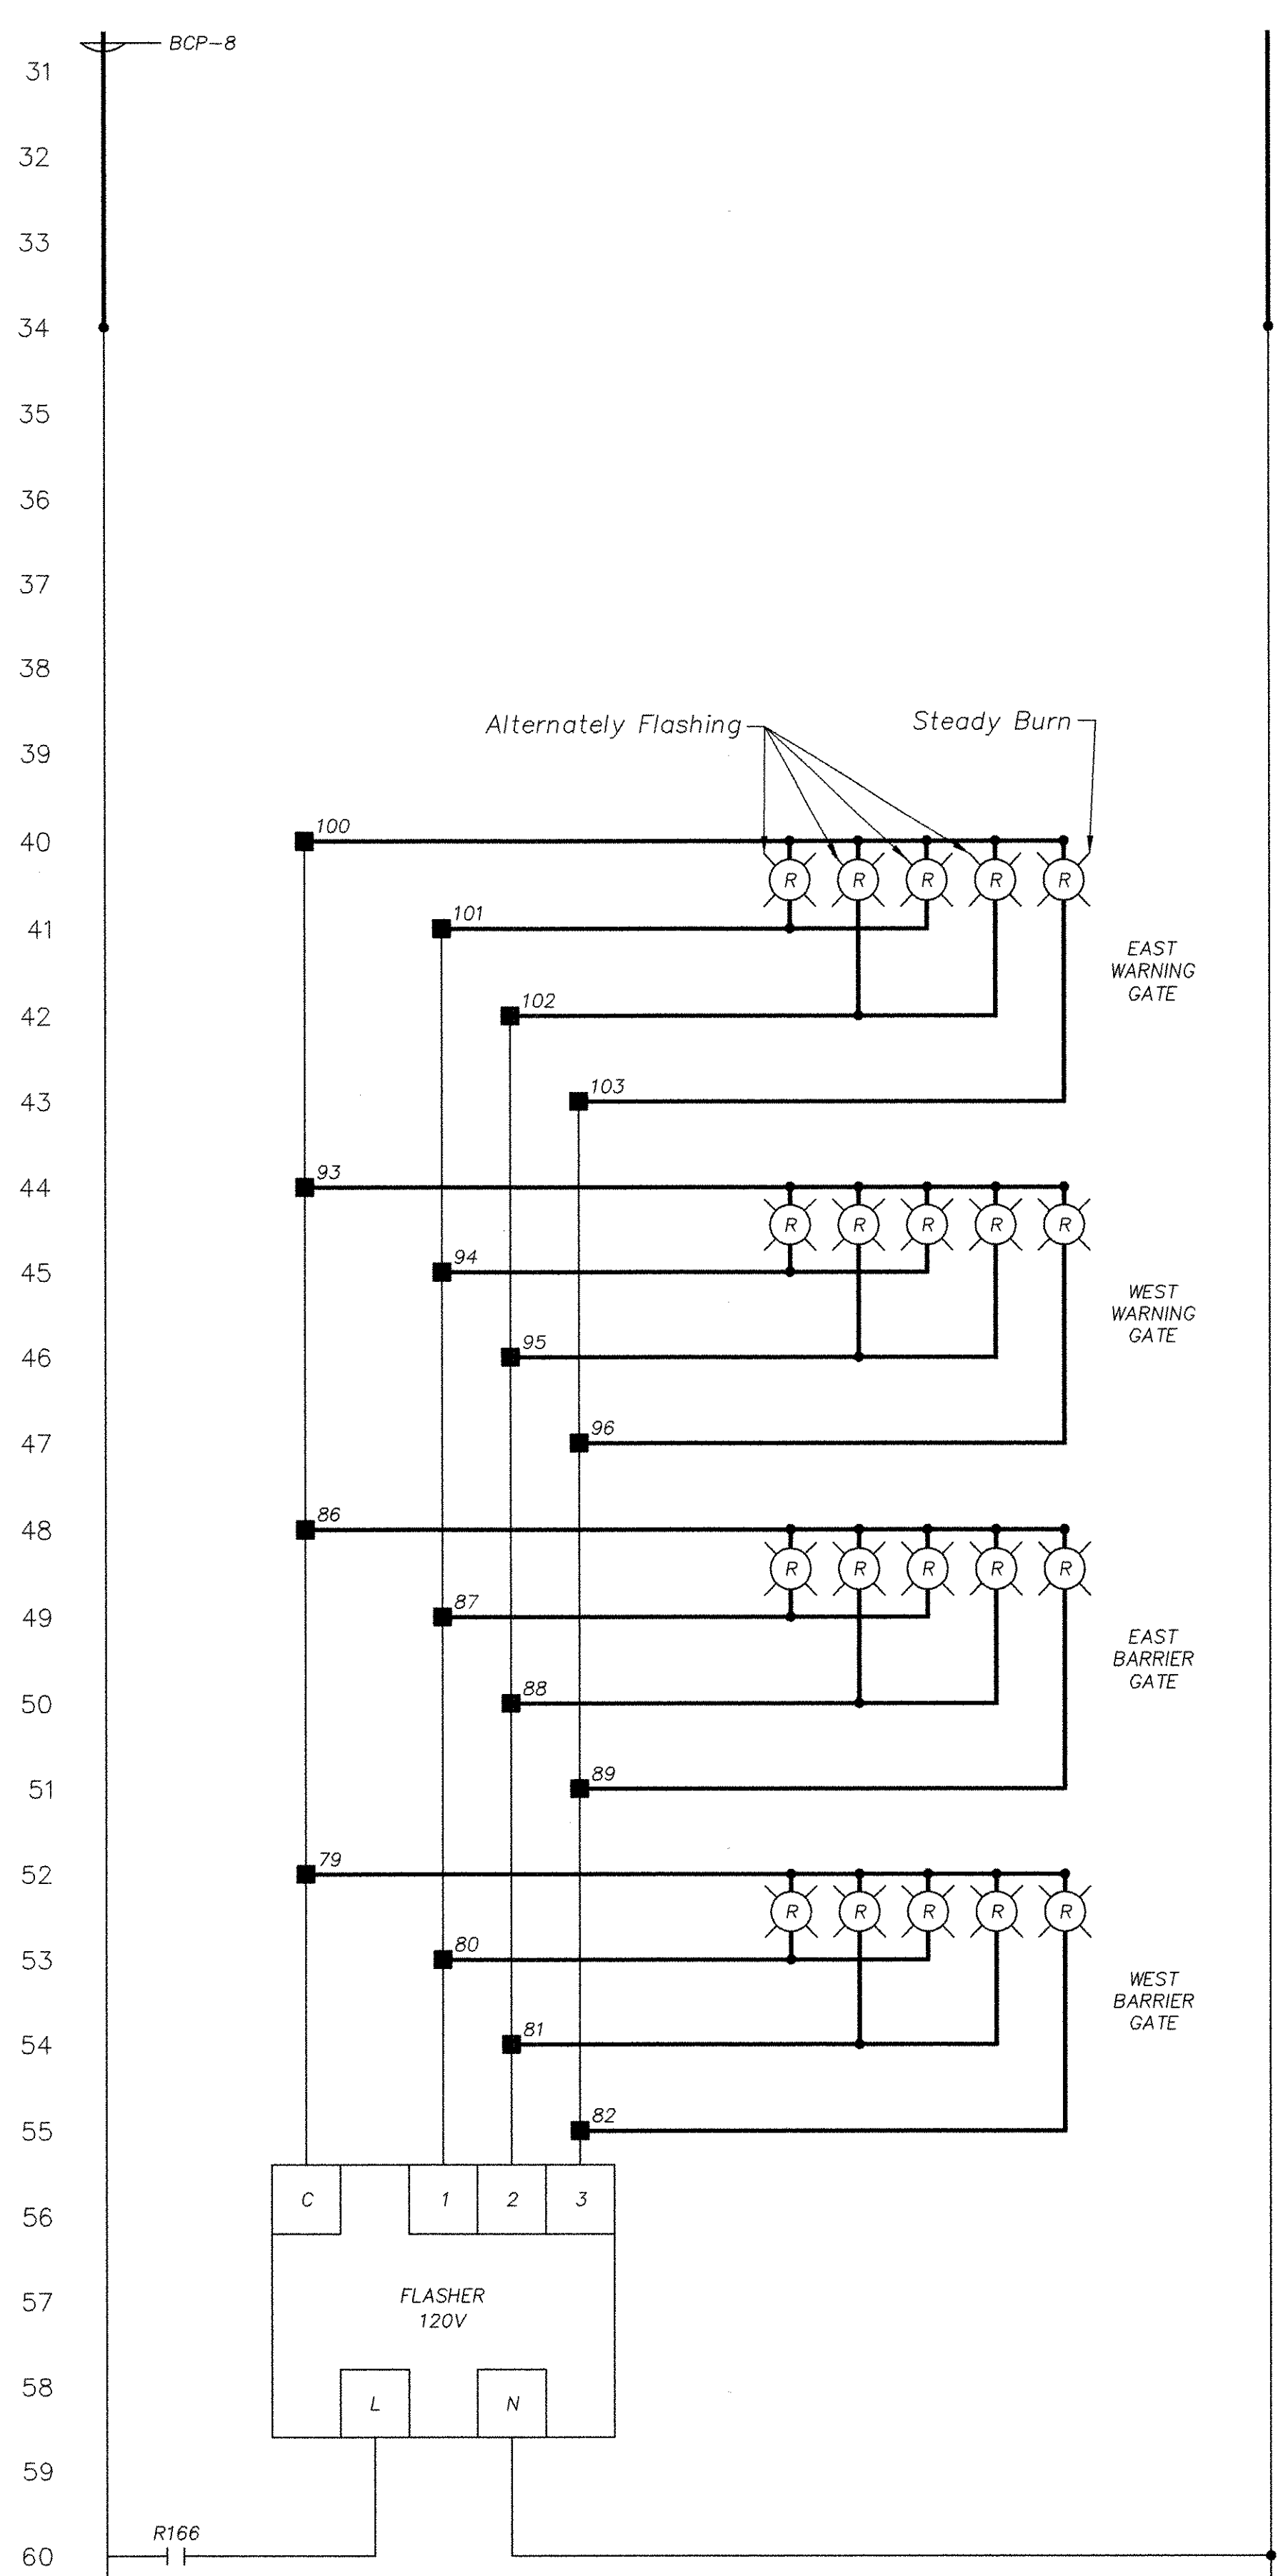 BCP-8
31
32
33
34
35
36
37
38
Alternately Flashing
Steady Burn
39
100
40
R R R R R
101
41
EAST
WARNING
GATE
102
42
103
43
93
44
R R R R R
94
45
WEST
WARNING
GATE
95
46
96
47
86
48
R R R R R
87
49
EAST
BARRIER
GATE
88
50
89
51
79
52
R R R R R
80
53
WEST
BARRIER
GATE
81
54
82
55
C 1 2 3
56
FLASHER
120V
57
58
L N
59
R166
60